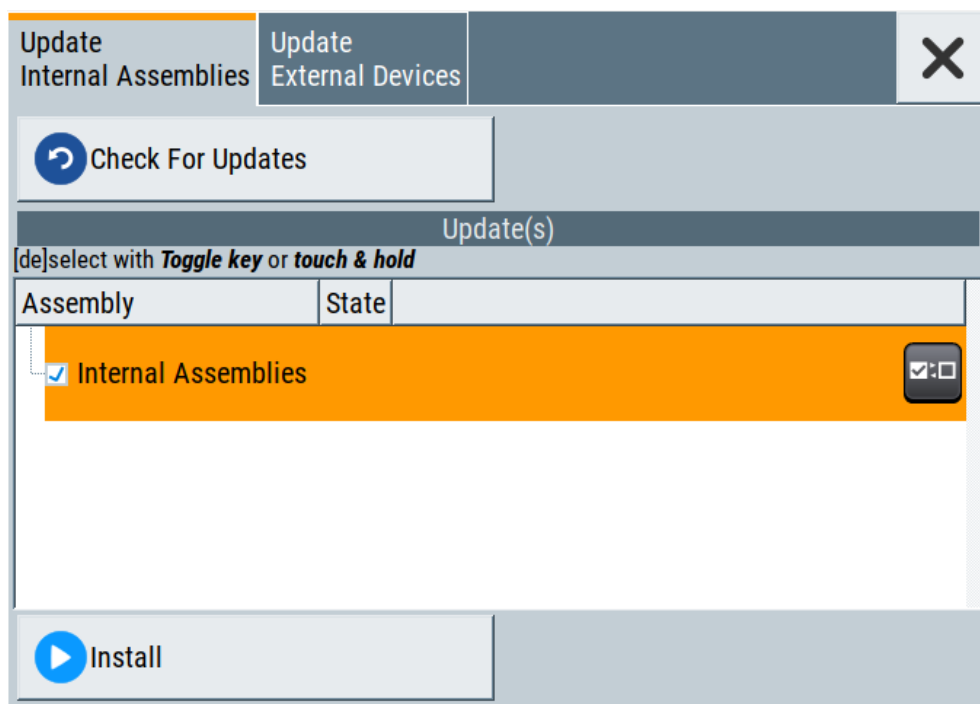 Update
Internal Assemblies
Update
External Devices
Check For Updates
Update(s)
[de]select with Toggle key or touch & hold
Assembly State
Internal Assemblies
Install